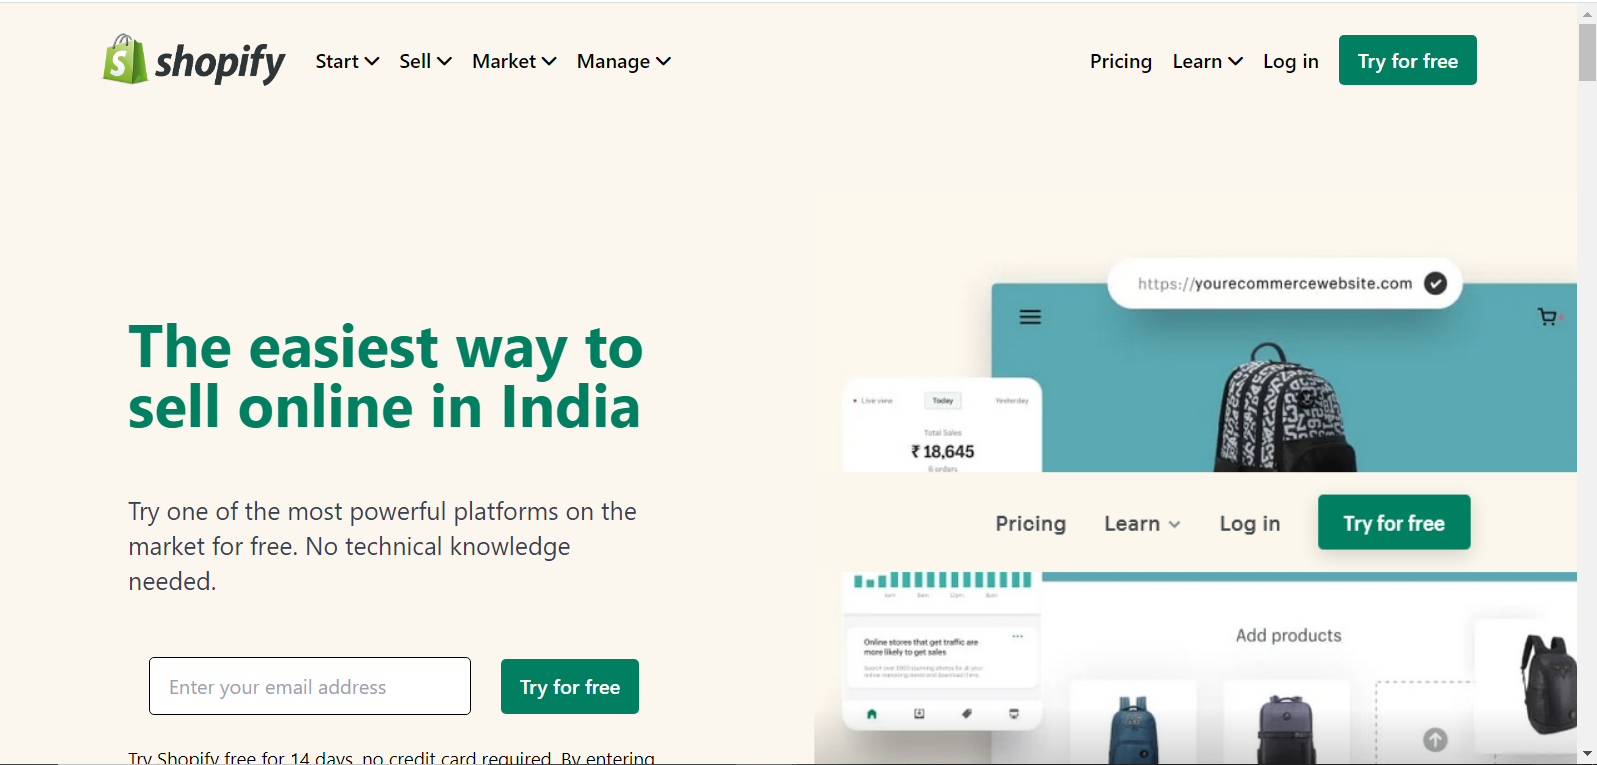 shopify Start Sell Market Manage Pricing Learn Log in Try for free
The easiest way to
sell online in India
Try one of the most powerful platforms on the
market for free. No technical knowledge
needed.
Enter your email address Try for free
Try Shopify free for 14 days, no credit card required. By entering
https://yourecommercewebsite.com
Live view Today Yesterday
Total Sales
₹ 18,645
6 orders
Pricing Learn Log in Try for free
Online stores that get traffic are
more likely to get sales
Add products